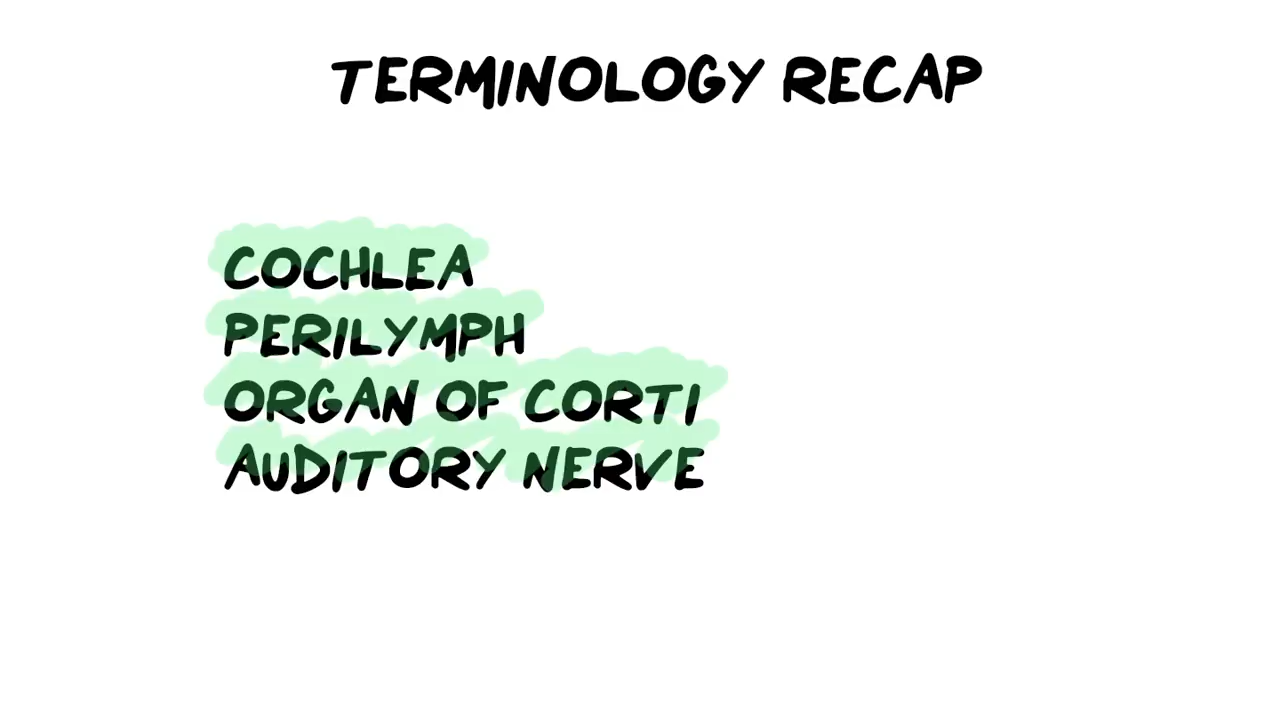 TERMINOLOGY RECAP
COCHLEA
PERILYMPH
ORGAN OF CORTI
AUDITORY NERVE